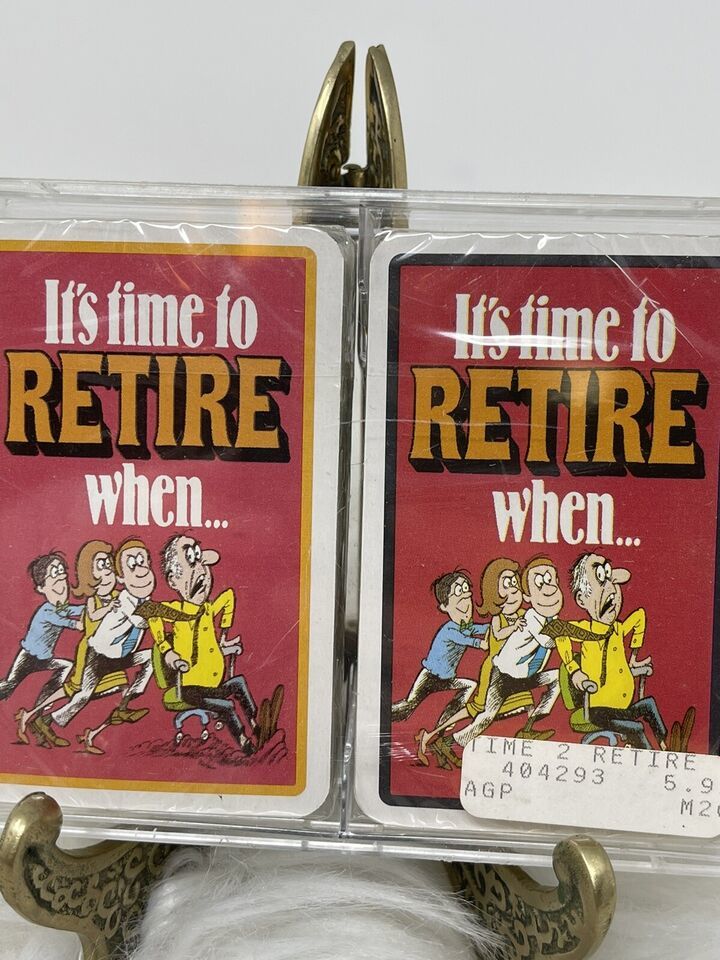 It's time to
RETIRE
when...
It's time to
RETIRE
when...
TIME 2 RETIRE
404293 5.9
AGP
M2